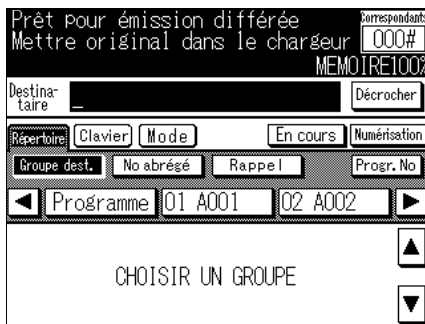 Prêt pour émission différée
Correspondants
Mettre original dans le chargeur
000#
MEMOIRE100%
Destina-
taire
_
Décrocher
Répertoire Clavier Mode En cours Numérisation
Groupe dest. No abrégé Rappel Progr. No
Programme 01 A001 02 A002
CHOISIR UN GROUPE